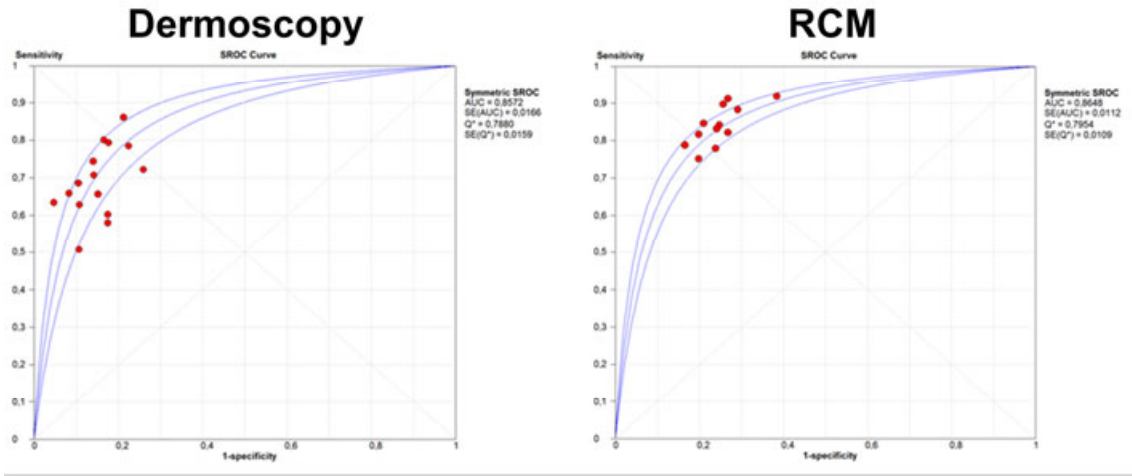 Dermoscopy
Sensitivity
SROC Curve
1
0,9
0,8
0,7
0,6
0,5
0,4
0,3
0,2
0,1
0
0
0,2
0,4
0,6
0,8
1
1-specificity
Symmetric SROC
AUC = 0,8572
SE(AUC) = 0,0166
Q* = 0,7880
SE(Q*) = 0,0159
RCM
Sensitivity
SROC Curve
1
0,9
0,8
0,7
0,6
0,5
0,4
0,3
0,2
0,1
0
0
0,2
0,4
0,6
0,8
1
1-specificity
Symmetric SROC
AUC = 0,8648
SE(AUC) = 0,0112
Q* = 0,7954
SE(Q*) = 0,0109